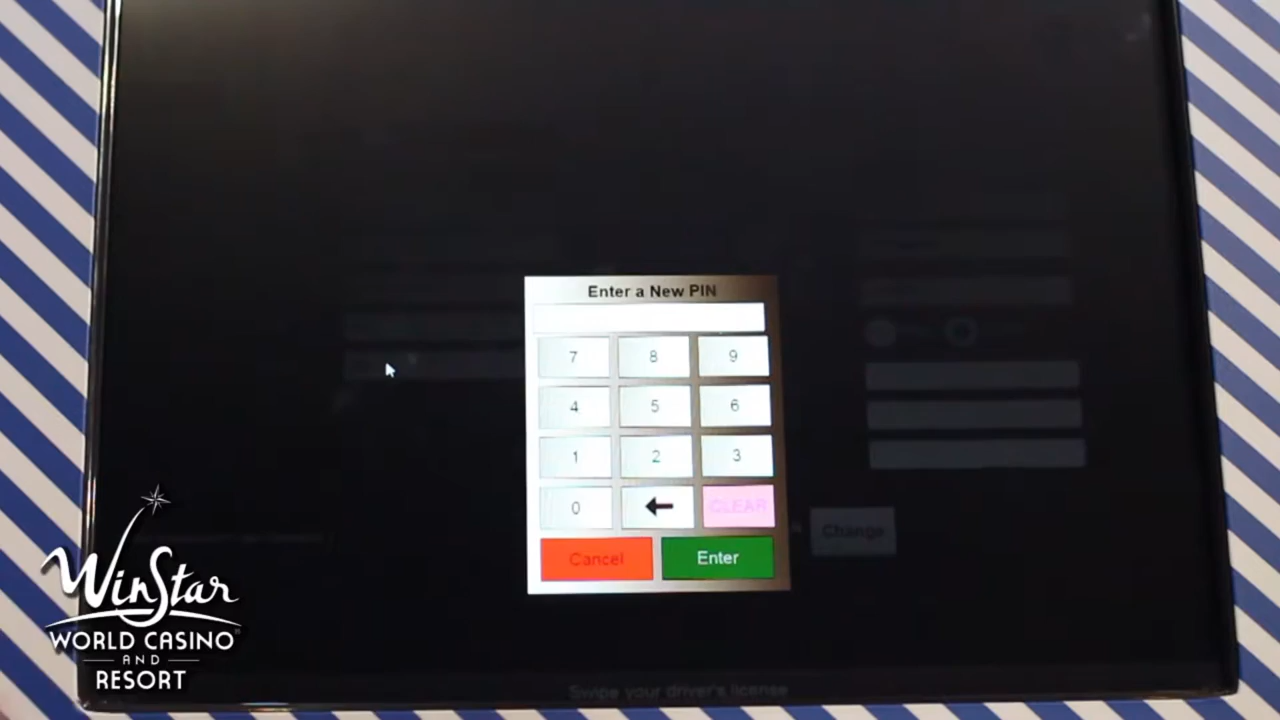 Enter a New PIN
7 8 9
4 5 6
1 2 3
0 CLEAR
Cancel Enter
Change
Swipe your driver's license
WinStar
WORLD CASINO
AND
RESORT